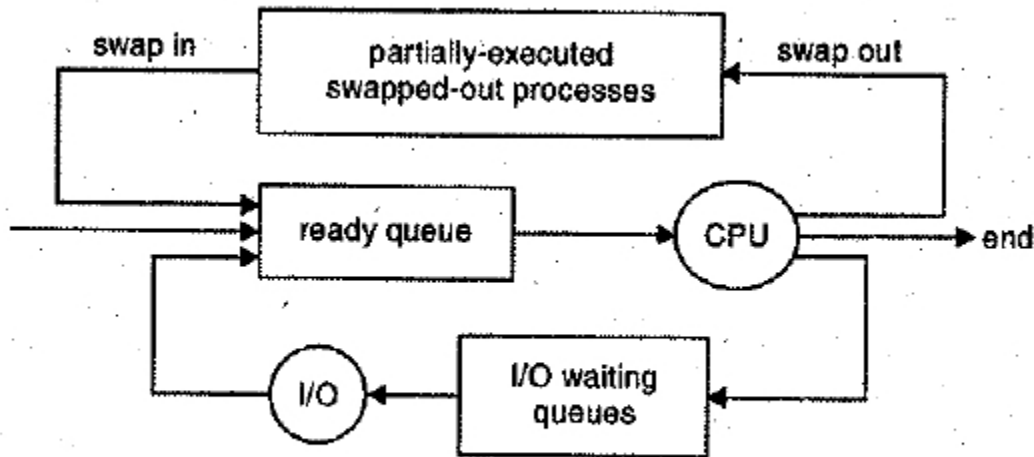 swap in
partially-executed
swapped-out processes
swap out
ready queue
CPU
end
I/O
I/O waiting
queues